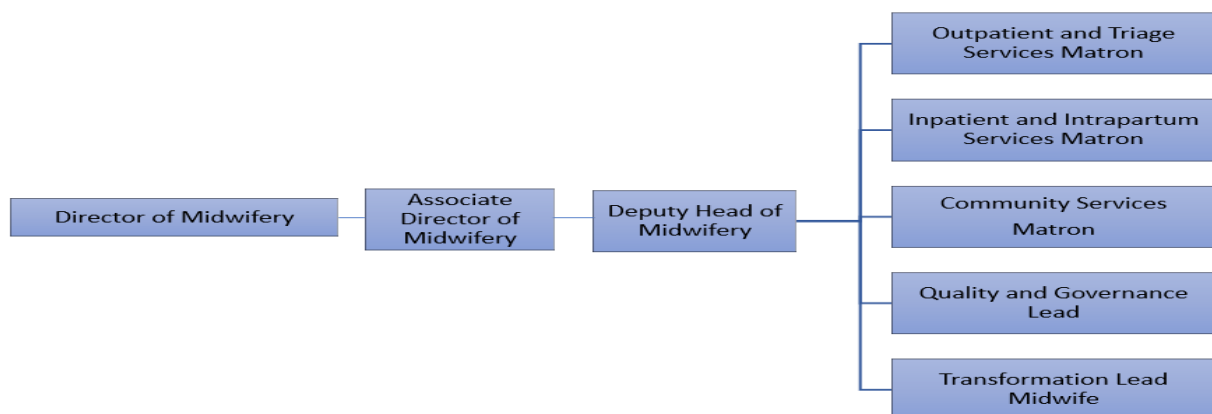 Outpatient and Triage
Services Matron
Inpatient and Intrapartum
Services Matron
Director of Midwifery
Associate
Director of
Midwifery
Deputy Head of
Midwifery
Community Services
Matron
Quality and Governance
Lead
Transformation Lead
Midwife